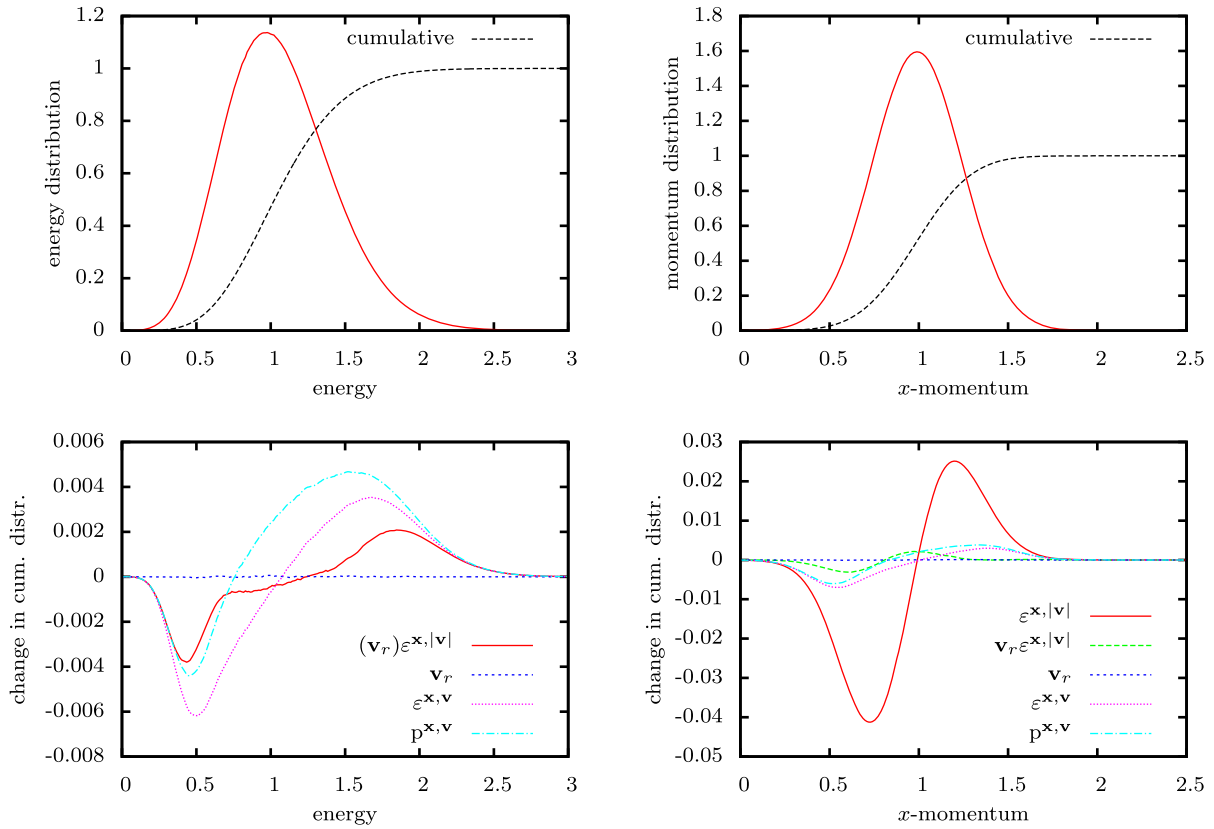 1.2
1
0.8
0.6
0.4
0.2
0
energy distribution
cumulative
0 0.5 1 1.5 2 2.5 3
energy
1.8
1.6
1.4
1.2
1
0.8
0.6
0.4
0.2
0
momentum distribution
cumulative
0 0.5 1 1.5 2 2.5
x-momentum
0.006
0.004
0.002
0
-0.002
-0.004
-0.006
-0.008
change in cum. distr.
(v_r)ε^{x,|v|}
v_r
ε^{x,v}
p^{x,v}
0 0.5 1 1.5 2 2.5 3
energy
0.03
0.02
0.01
0
-0.01
-0.02
-0.03
-0.04
-0.05
change in cum. distr.
ε^{x,|v|}
v_rε^{x,|v|}
v_r
ε^{x,v}
p^{x,v}
0 0.5 1 1.5 2 2.5
x-momentum